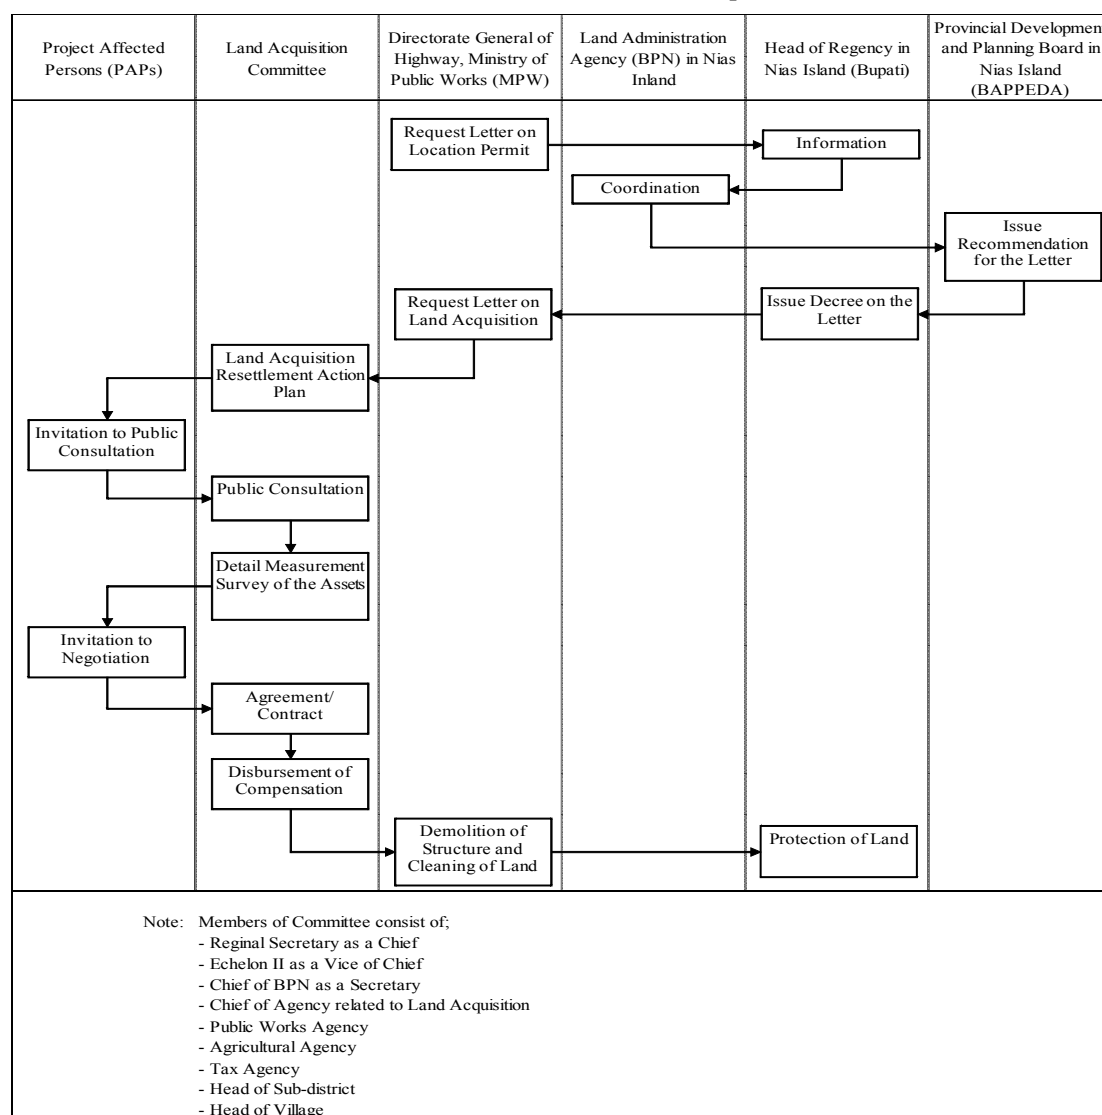 Project Affected
Persons (PAPs)
Land Acquisition
Committee
Directorate General of
Highway, Ministry of
Public Works (MPW)
Land Administration
Agency (BPN) in Nias
Inland
Head of Regency in
Nias Island (Bupati)
Provincial Developmen
and Planning Board in
Nias Island
(BAPPEDA)
Request Letter on
Location Permit
Information
Coordination
Issue
Recommendation
for the Letter
Request Letter on
Land Acquisition
Issue Decree on the
Letter
Land Acquisition
Resettlement Action
Plan
Invitation to Public
Consultation
Public Consultation
Detail Measurement
Survey of the Assets
Invitation to
Negotiation
Agreement/
Contract
Disbursement of
Compensation
Demolition of
Structure and
Cleaning of Land
Protection of Land
Note: Members of Committee consist of;
- Reginal Secretary as a Chief
- Echelon II as a Vice of Chief
- Chief of BPN as a Secretary
- Chief of Agency related to Land Acquisition
- Public Works Agency
- Agricultural Agency
- Tax Agency
- Head of Sub-district
- Head of Village